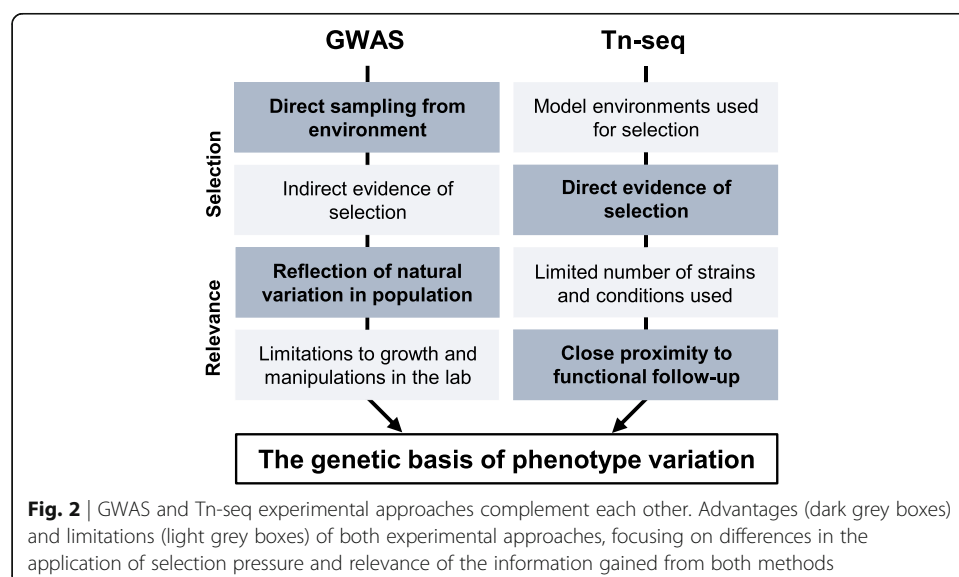 GWAS
Tn-seq
Selection
Direct sampling from
environment
Model environments used
for selection
Indirect evidence of
selection
Direct evidence of
selection
Relevance
Reflection of natural
variation in population
Limited number of strains
and conditions used
Limitations to growth and
manipulations in the lab
Close proximity to
functional follow-up
The genetic basis of phenotype variation
Fig. 2 | GWAS and Tn-seq experimental approaches complement each other. Advantages (dark grey boxes)
and limitations (light grey boxes) of both experimental approaches, focusing on differences in the
application of selection pressure and relevance of the information gained from both methods